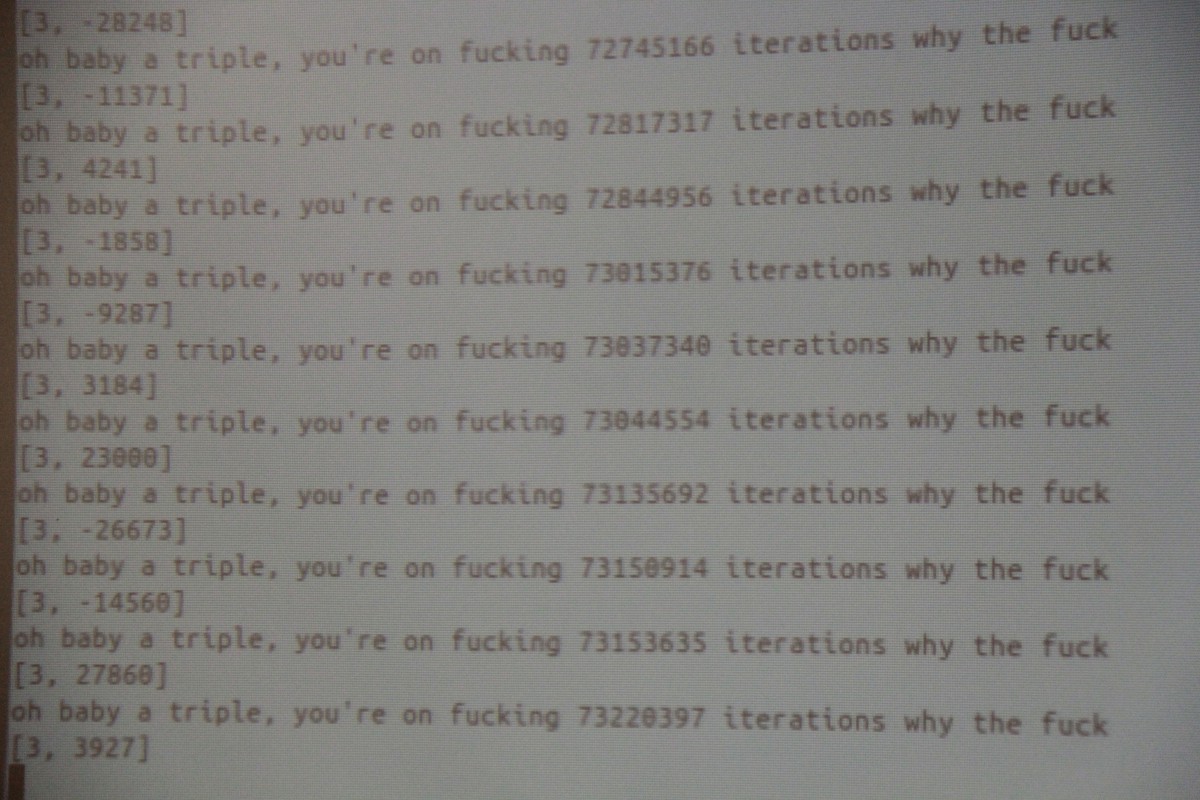 [3, -28248]
oh baby a triple, you're on fucking 72745166 iterations why the fuck
[3, -11371]
oh baby a triple, you're on fucking 72817317 iterations why the fuck
[3, 4241]
oh baby a triple, you're on fucking 72844956 iterations why the fuck
[3, -1858]
oh baby a triple, you're on fucking 73015376 iterations why the fuck
[3, -9287]
oh baby a triple, you're on fucking 73037340 iterations why the fuck
[3, 3184]
oh baby a triple, you're on fucking 73044554 iterations why the fuck
[3, 23000]
oh baby a triple, you're on fucking 73135692 iterations why the fuck
[3, -26673]
oh baby a triple, you're on fucking 73150914 iterations why the fuck
[3, -14560]
oh baby a triple, you're on fucking 73153635 iterations why the fuck
[3, 27860]
oh baby a triple, you're on fucking 73220397 iterations why the fuck
[3, 3927]